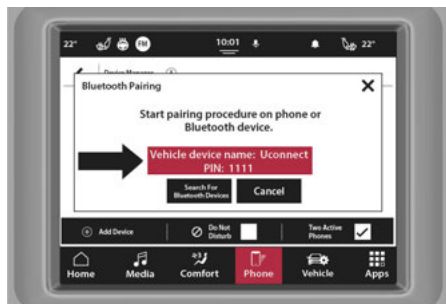 22° FM 10:01 22°
Device Manager
Bluetooth Pairing X
Start pairing procedure on phone or
Bluetooth device.
Vehicle device name: Uconnect
PIN: 1111
Search For
Bluetooth Devices
Cancel
Add Device
Do Not
Disturb
Two Active
Phones
Home Media Comfort Phone Vehicle Apps